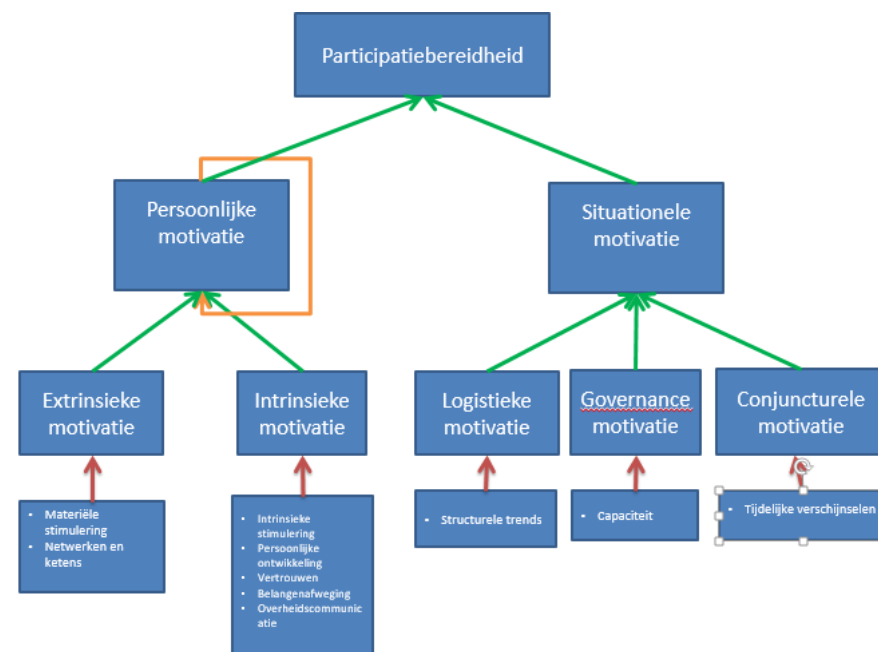 Participatiebereidheid
Persoonlijke
motivatie
Situationele
motivatie
Extrinsieke
motivatie
Intrinsieke
motivatie
Logistieke
motivatie
Governance
motivatie
Conjuncturele
motivatie
• Materiële
stimulering
• Netwerken en
ketens
• Intrinsieke
stimulering
• Persoonlijke
ontwikkeling
• Vertrouwen
• Belangenafweging
• Overheidscommunic
atie
• Structurele trends
• Capaciteit
• Tijdelijke verschijnselen